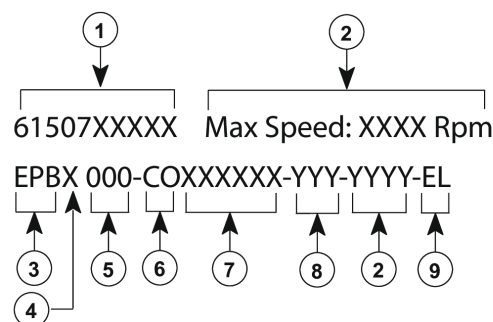 1 2
61507XXXXX Max Speed: XXXX Rpm
EPBX 000-COXXXXXX-YYY-YYYY-EL
3 5 6 7 8 2 9
4